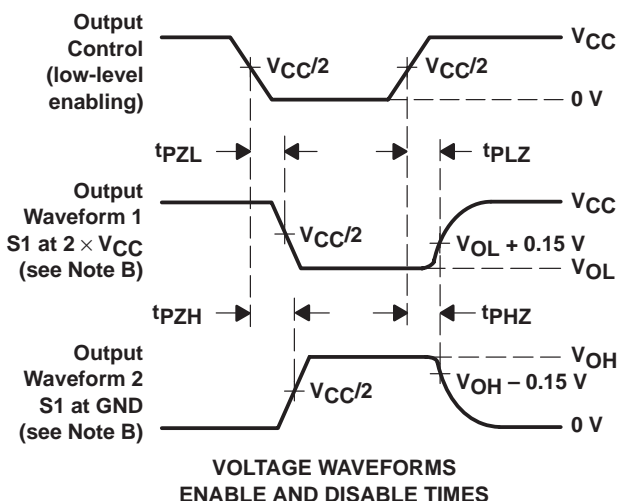 Output
Control
(low-level
enabling)
VCC/2
VCC/2
VCC
0 V
tPZL
tPLZ
Output
Waveform 1
S1 at 2 × VCC
(see Note B)
VCC/2
VCC
VOL + 0.15 V
VOL
tPZH
tPHZ
Output
Waveform 2
S1 at GND
(see Note B)
VCC/2
VOH
VOH – 0.15 V
0 V
VOLTAGE WAVEFORMS
ENABLE AND DISABLE TIMES